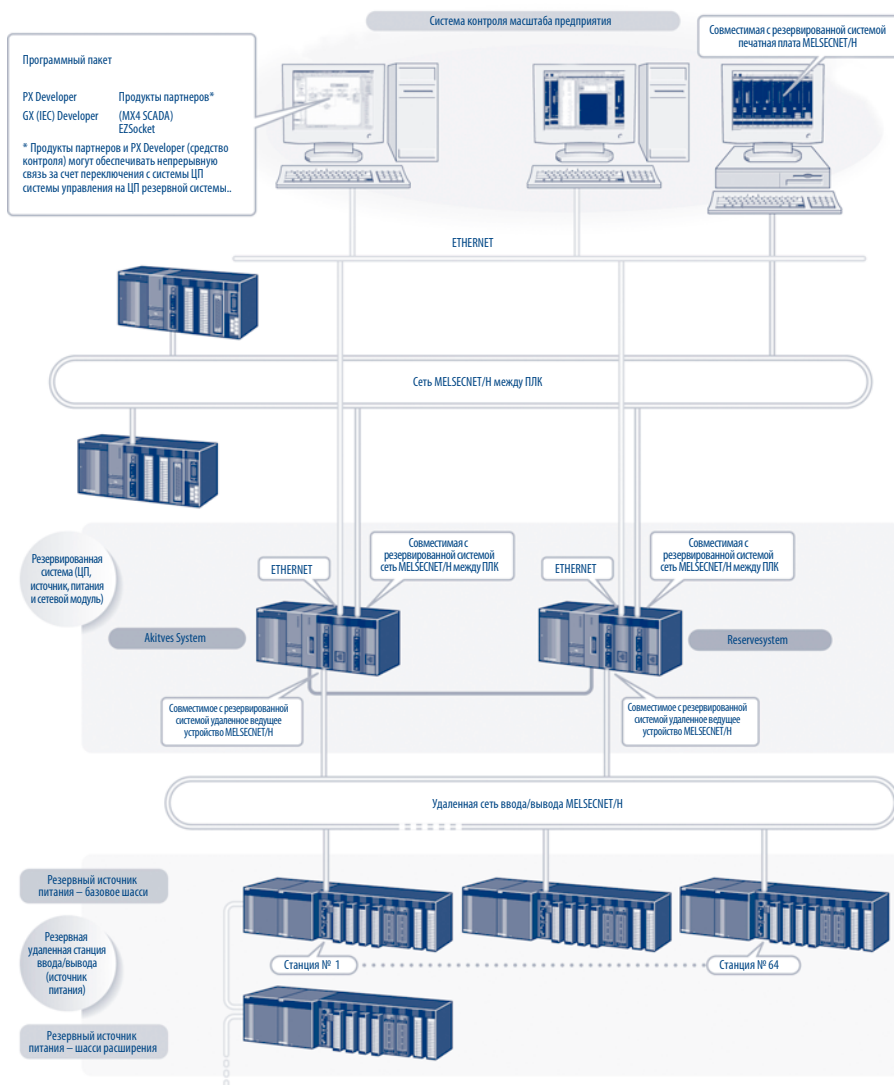 Система контроля масштаба предприятия
Совместимая с резервированной системой
печатная плата MELSECNET/H
Программный пакет
PX Developer Продукты партнеров*
GX (IEC) Developer (MX4 SCADA)
EZSocket
* Продукты партнеров и PX Developer (средство
контроля) могут обеспечивать непрерывную
связь за счет переключения с системы ЦП
системы управления на ЦП резервной системы..
ETHERNET
Сеть MELSECNET/H между ПЛК
Резервированная
система (ЦП,
источник, питания
и сетевой модуль)
ETHERNET
Совместимая с
резервированной системой
сеть MELSECNET/H между ПЛК
ETHERNET
Совместимая с
резервированной системой
сеть MELSECNET/H между ПЛК
Akitves System
Reservesystem
Совместимое с резервированной
системой удаленное ведущее
устройство MELSECNET/H
Совместимое с резервированной
системой удаленное ведущее
устройство MELSECNET/H
Удаленная сеть ввода/вывода MELSECNET/H
Резервный источник
питания – базовое шасси
Резервная
удаленная станция
ввода/вывода
(источник
питания)
Станция № 1
Станция № 64
Резервный источник
питания – шасси расширения